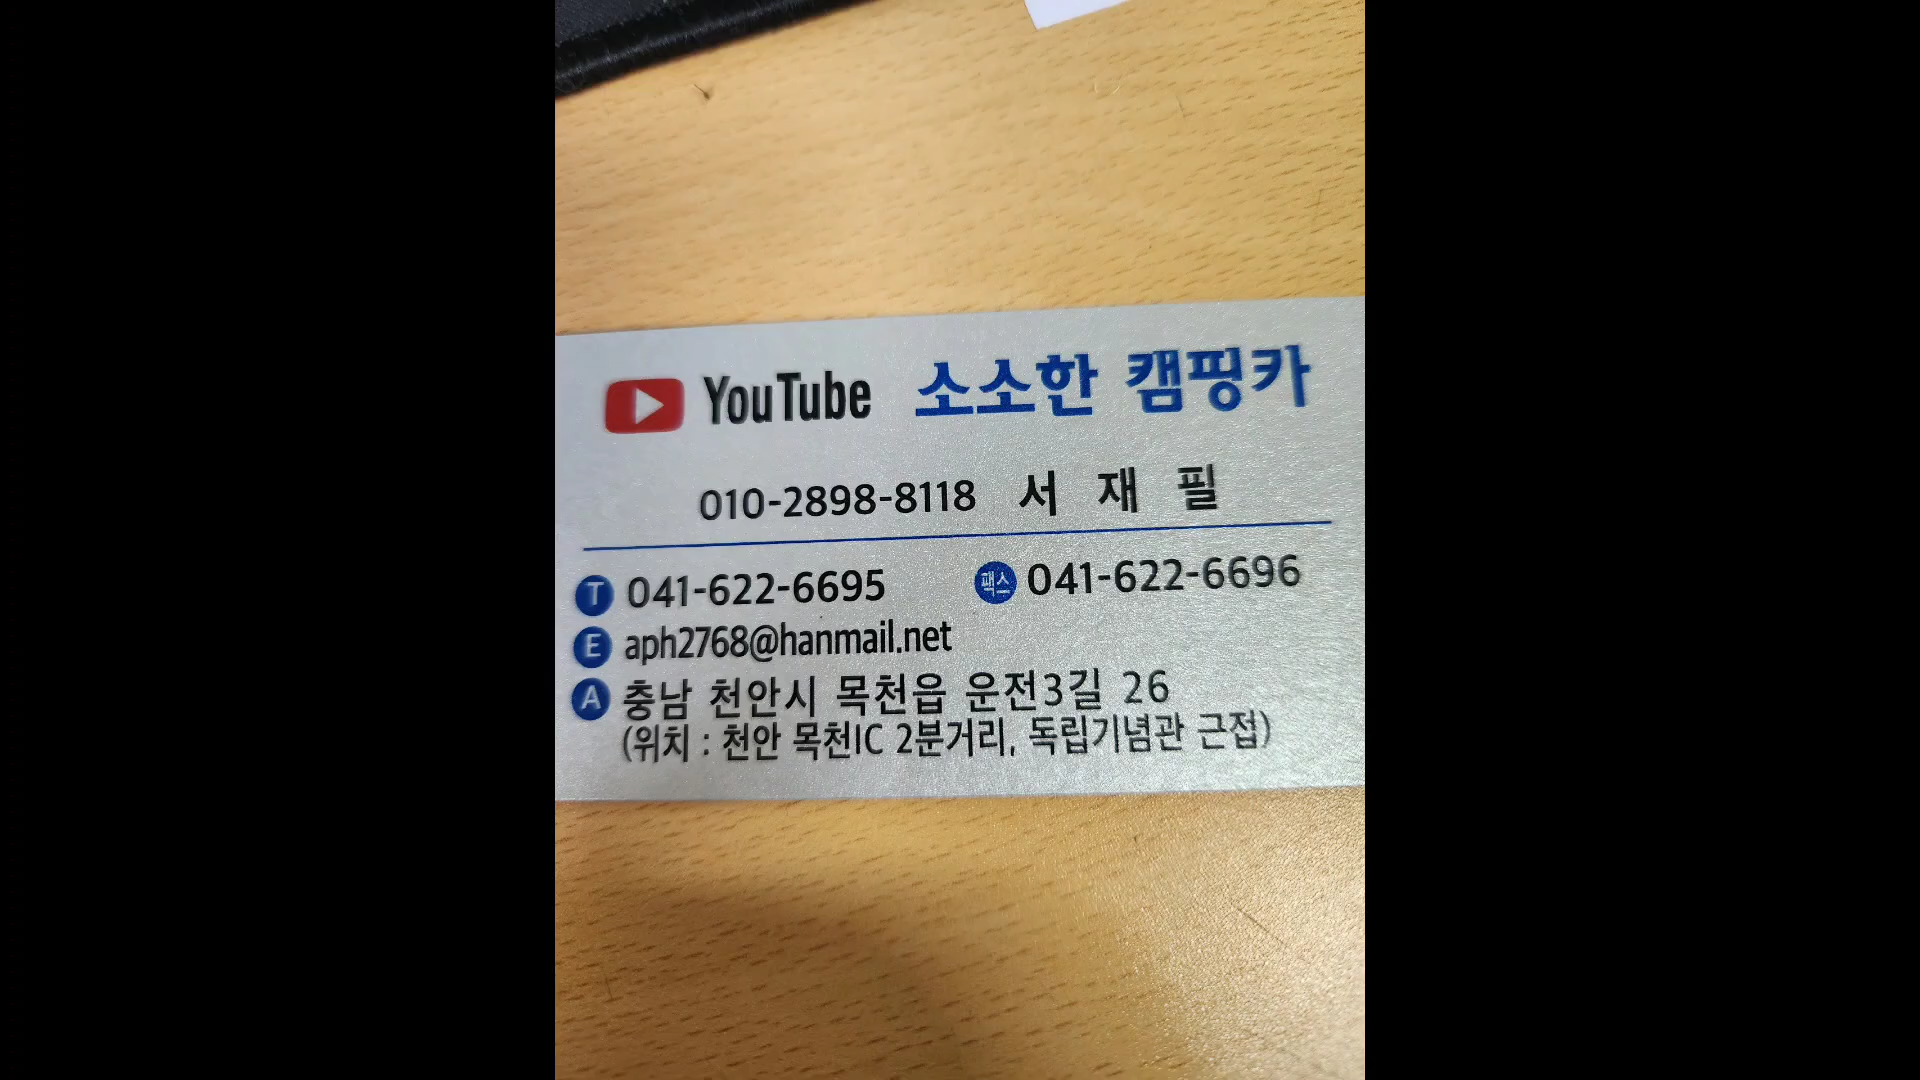 YouTube 소소한 캠핑카
010-2898-8118 서 재 필
T 041-622-6695 팩스 041-622-6696
E aph2768@hanmail.net
A 충남 천안시 목천읍 운전3길 26
(위치 : 천안 목천IC 2분거리, 독립기념관 근접)